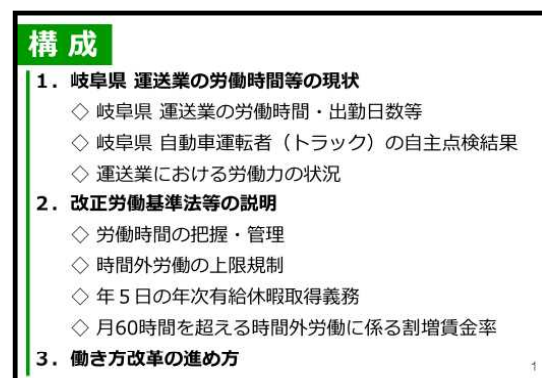 構 成
１．岐阜県 運送業の労働時間等の現状
◇ 岐阜県 運送業の労働時間・出勤日数等
◇ 岐阜県 自動車運転者（トラック）の自主点検結果
◇ 運送業における労働力の状況
２．改正労働基準法等の説明
◇ 労働時間の把握・管理
◇ 時間外労働の上限規制
◇ 年５日の年次有給休暇取得義務
◇ 月60時間を超える時間外労働に係る割増賃金率
３．働き方改革の進め方
1